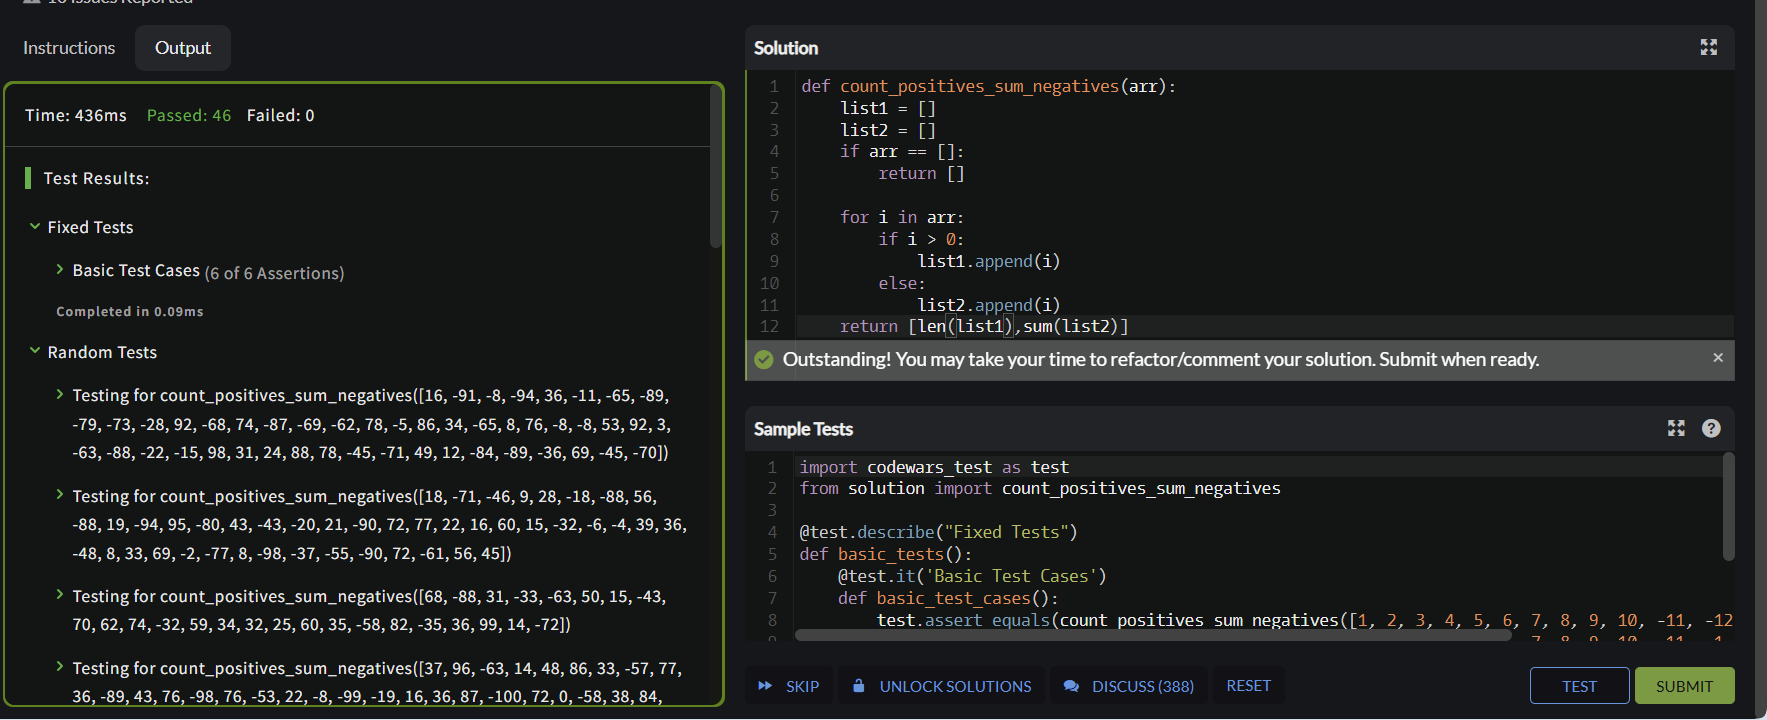 16 Issues Reported
Instructions
Output
Time: 436ms Passed: 46 Failed: 0
Test Results:
Fixed Tests
Basic Test Cases (6 of 6 Assertions)
Completed in 0.09ms
Random Tests
Testing for count_positives_sum_negatives([16, -91, -8, -94, 36, -11, -65, -89,
-79, -73, -28, 92, -68, 74, -87, -69, -62, 78, -5, 86, 34, -65, 8, 76, -8, -8, 53, 92, 3,
-63, -88, -22, -15, 98, 31, 24, 88, 78, -45, -71, 49, 12, -84, -89, -36, 69, -45, -70])
Testing for count_positives_sum_negatives([18, -71, -46, 9, 28, -18, -88, 56,
-88, 19, -94, 95, -80, 43, -43, -20, 21, -90, 72, 77, 22, 16, 60, 15, -32, -6, -4, 39, 36,
-48, 8, 33, 69, -2, -77, 8, -98, -37, -55, -90, 72, -61, 56, 45])
Testing for count_positives_sum_negatives([68, -88, 31, -33, -63, 50, 15, -43,
70, 62, 74, -32, 59, 34, 32, 25, 60, 35, -58, 82, -35, 36, 99, 14, -72])
Testing for count_positives_sum_negatives([37, 96, -63, 14, 48, 86, 33, -57, 77,
36, -89, 43, 76, -98, 76, -53, 22, -8, -99, -19, 16, 36, 87, -100, 72, 0, -58, 38, 84,
Solution
1 def count_positives_sum_negatives(arr):
2 list1 = []
3 list2 = []
4 if arr == []:
5 return []
6
7 for i in arr:
8 if i > 0:
9 list1.append(i)
10 else:
11 list2.append(i)
12 return [len(list1),sum(list2)]
Outstanding! You may take your time to refactor/comment your solution. Submit when ready.
Sample Tests
1 import codewars_test as test
2 from solution import count_positives_sum_negatives
3
4 @test.describe("Fixed Tests")
5 def basic_tests():
6 @test.it('Basic Test Cases')
7 def basic_test_cases():
8 test.assert_equals(count_positives_sum_negatives([1, 2, 3, 4, 5, 6, 7, 8, 9, 10, -11, -12
SKIP
UNLOCK SOLUTIONS
DISCUSS (388)
RESET
TEST
SUBMIT